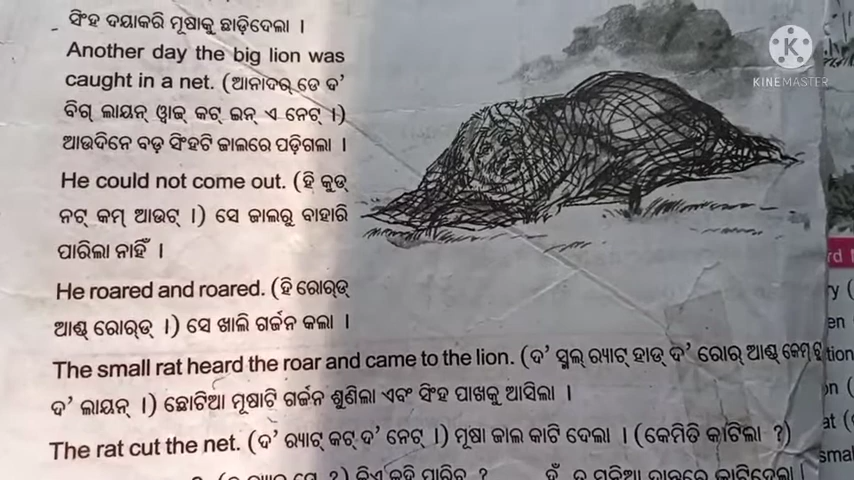 ସିଂହ ଦୟାକରି ମୂଷାକୁ ଛାଡ଼ିଦେଲା ।
Another day the big lion was
caught in a net. (ଆନାଦର୍ ଡେ ଦ'
ବିଗ୍ ଲାୟନ୍ ୱାଜ୍ କଟ୍ ଇନ୍ ଏ ନେଟ୍ ।)
ଆଉଦିନେ ବଡ଼ ସିଂହଟି ଜାଲରେ ପଡ଼ିଗଲା ।
He could not come out. (ହି କୁଡ୍
ନଟ୍ କମ୍ ଆଉଟ୍ ।) ସେ ଜାଲରୁ ବାହାରି
ପାରିଲା ନାହିଁ ।
He roared and roared. (ହି ରୋର୍‌ଡ୍
ଆଣ୍ଡ୍ ରୋର୍‌ଡ୍ ।) ସେ ଖାଲି ଗର୍ଜନ କଲା ।
The small rat heard the roar and came to the lion. (ଦ' ସ୍ମଲ୍ ର୍‍ୟାଟ୍ ହାଡ୍ ଦ' ରୋର୍ ଆଣ୍ଡ୍ କେମ୍
ଦ' ଲାୟନ୍ ।) ଛୋଟିଆ ମୂଷାଟି ଗର୍ଜନ ଶୁଣିଲା ଏବଂ ସିଂହ ପାଖକୁ ଆସିଲା ।
The rat cut the net. (ଦ' ର୍‍ୟାଟ୍ କଟ୍ ଦ' ନେଟ୍ ।) ମୂଷା ଜାଲ କାଟି ଦେଲା । (କେମିତି କାଟିଲା ?)
KINEMASTER